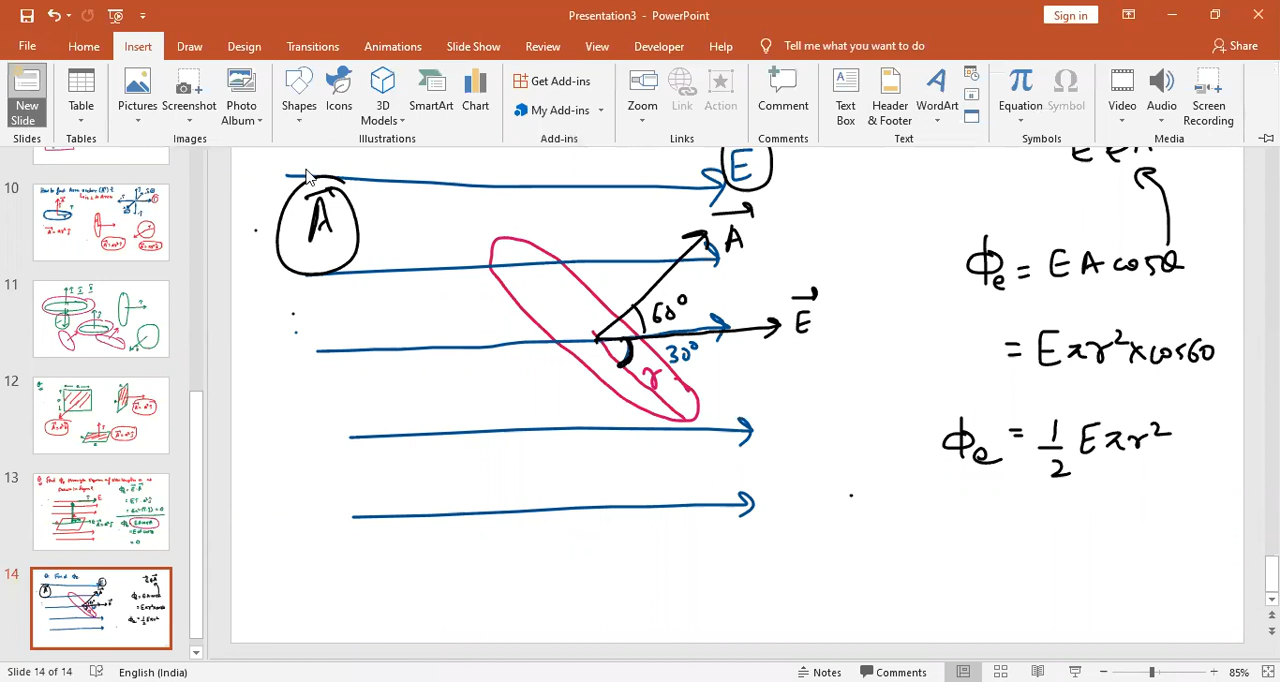 Presentation3 - PowerPoint
Sign in
File Home Insert Draw Design Transitions Animations Slide Show Review View Developer Help Tell me what you want to do Share
New Slide
Table
Pictures
Screenshot
Photo Album
Shapes
Icons
3D Models
SmartArt
Chart
Get Add-ins
My Add-ins
Zoom
Link
Action
Comment
Text Box
Header & Footer
WordArt
Equation
Symbol
Video
Audio
Screen Recording
Slides
Tables
Images
Illustrations
Add-ins
Links
Comments
Text
Symbols
Media
10
11
12
13
14
E
A
A
60°
E
30°
r
ϕe = EA cosθ
= Eπr²×cos60
ϕe = 1/2 Eπr²
Slide 14 of 14
English (India)
Notes
Comments
85%